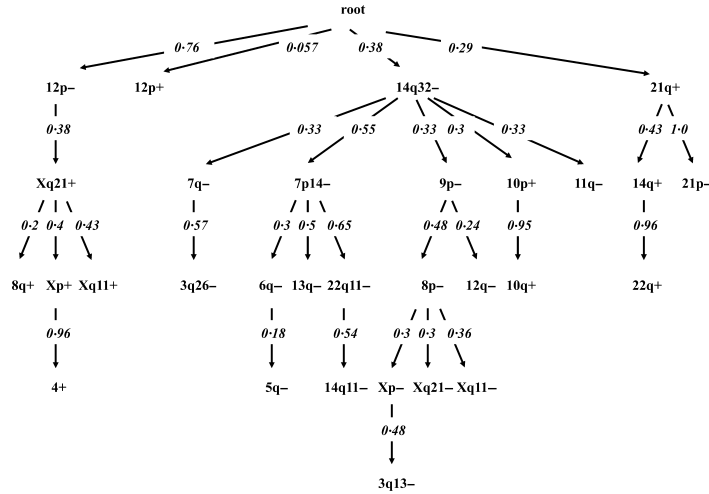 root
0·76 0·057 0·38 0·29
12p– 12p+ 14q32– 21q+
0·38 0·33 0·55 0·33 0·3 0·33 0·43 1·0
Xq21+ 7q– 7p14– 9p– 10p+ 11q– 14q+ 21p–
0·2 0·4 0·43 0·57 0·3 0·5 0·65 0·48 0·24 0·95 0·96
8q+ Xp+ Xq11+ 3q26– 6q– 13q– 22q11– 8p– 12q– 10q+ 22q+
0·96 0·18 0·54 0·3 0·3 0·36
4+ 5q– 14q11– Xp– Xq21– Xq11–
0·48
3q13–